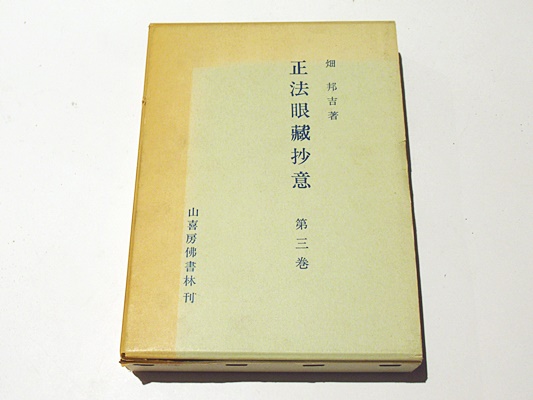 畑邦吉著
正法眼藏抄意 第三卷
山喜房佛書林刊